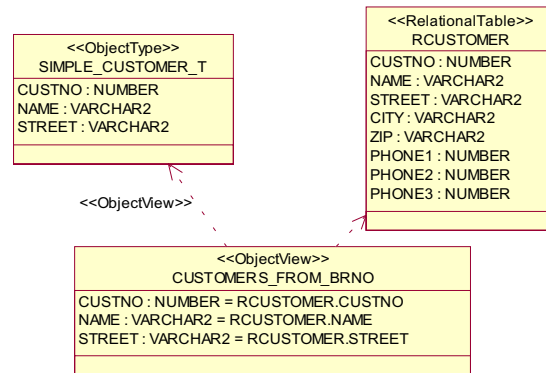 <<ObjectType>>
SIMPLE_CUSTOMER_T
CUSTNO : NUMBER
NAME : VARCHAR2
STREET : VARCHAR2
<<RelationalTable>>
RCUSTOMER
CUSTNO : NUMBER
NAME : VARCHAR2
STREET : VARCHAR2
CITY : VARCHAR2
ZIP : VARCHAR2
PHONE1 : NUMBER
PHONE2 : NUMBER
PHONE3 : NUMBER
<<ObjectView>>
<<ObjectView>>
CUSTOMERS_FROM_BRNO
CUSTNO : NUMBER = RCUSTOMER.CUSTNO
NAME : VARCHAR2 = RCUSTOMER.NAME
STREET : VARCHAR2 = RCUSTOMER.STREET